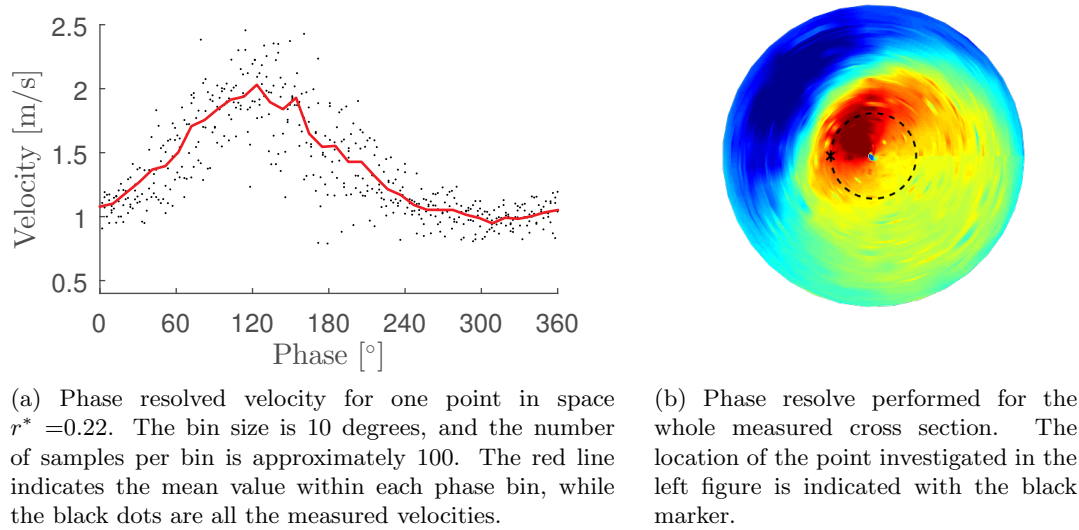 2.5
2
1.5
1
0.5
Velocity [m/s]
0 60 120 180 240 300 360
Phase [°]
(a) Phase resolved velocity for one point in space
r* =0.22. The bin size is 10 degrees, and the number
of samples per bin is approximately 100. The red line
indicates the mean value within each phase bin, while
the black dots are all the measured velocities.
(b) Phase resolve performed for the
whole measured cross section. The
location of the point investigated in the
left figure is indicated with the black
marker.